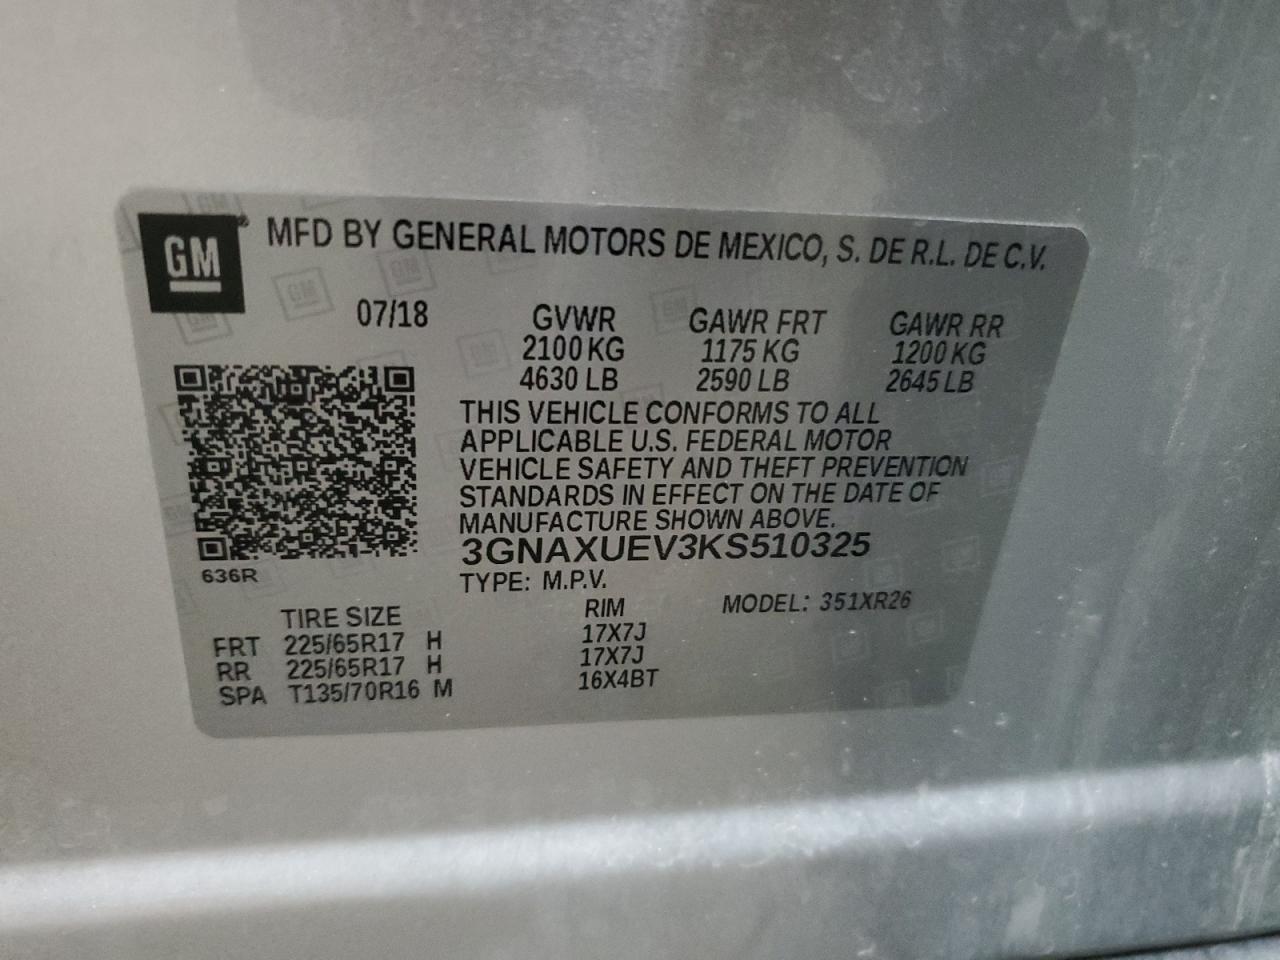 GM
MFD BY GENERAL MOTORS DE MEXICO, S. DE R.L. DE C.V.
07/18 GVWR GAWR FRT GAWR RR
2100 KG 1175 KG 1200 KG
4630 LB 2590 LB 2645 LB
THIS VEHICLE CONFORMS TO ALL
APPLICABLE U.S. FEDERAL MOTOR
VEHICLE SAFETY AND THEFT PREVENTION
STANDARDS IN EFFECT ON THE DATE OF
MANUFACTURE SHOWN ABOVE.
3GNAXUEV3KS510325
636R
TYPE: M.P.V.
TIRE SIZE RIM MODEL: 351XR26
FRT 225/65R17 H 17X7J
RR 225/65R17 H 17X7J
SPA T135/70R16 M 16X4BT